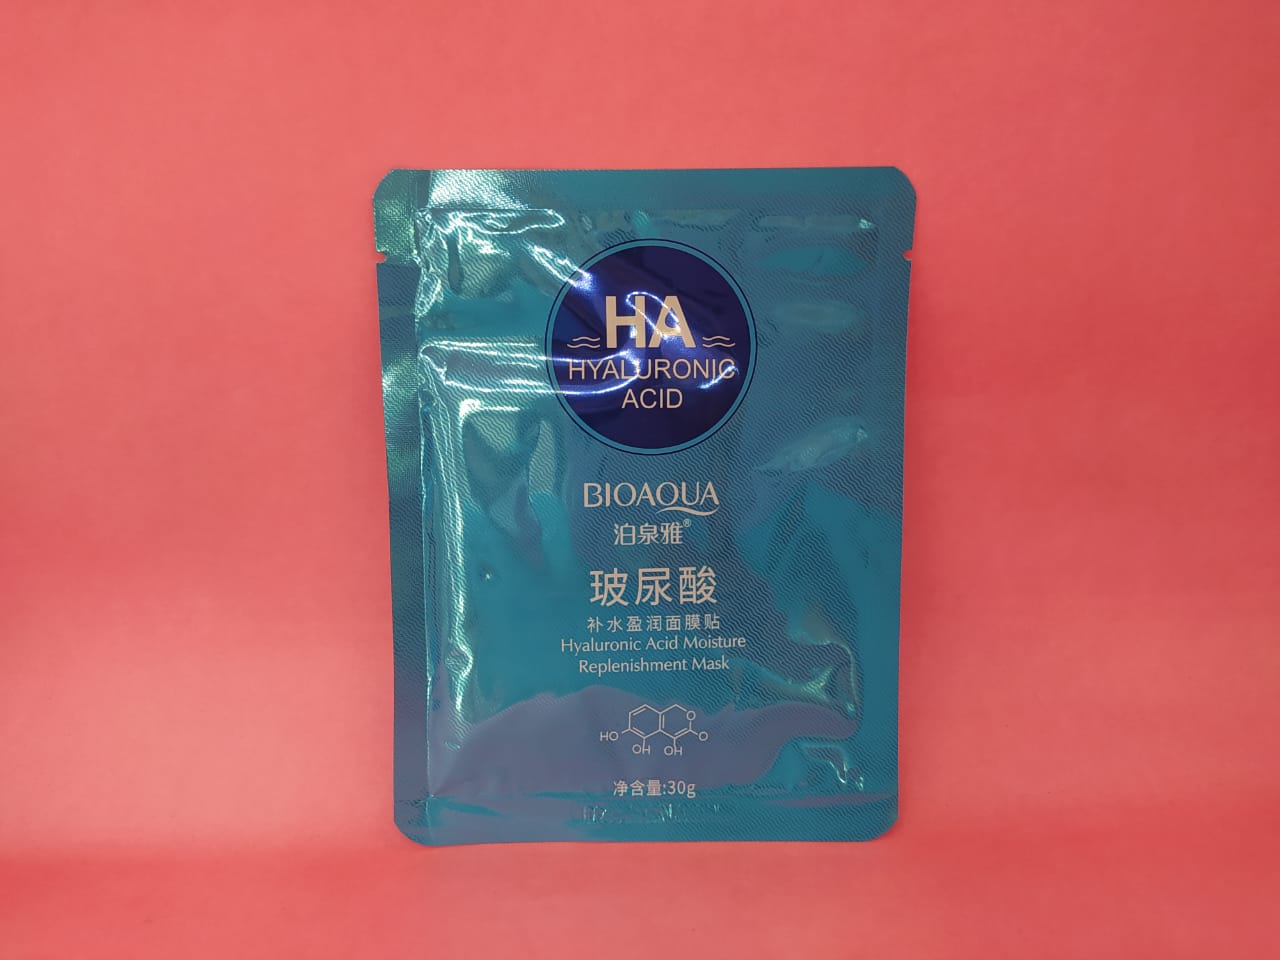 HA
HYALURONIC
ACID
BIOAQUA
泊泉雅®
玻尿酸
补水盈润面膜贴
Hyaluronic Acid Moisture
Replenishment Mask
O
HO O
OH OH
净含量:30g